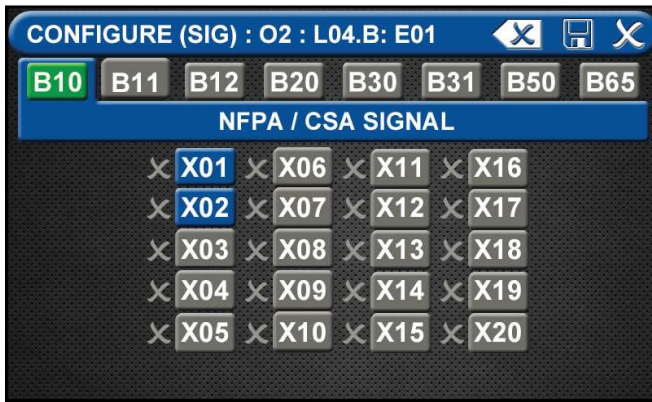 CONFIGURE (SIG) : O2 : L04.B: E01
B10 B11 B12 B20 B30 B31 B50 B65
NFPA / CSA SIGNAL
X01 X06 X11 X16
X02 X07 X12 X17
X03 X08 X13 X18
X04 X09 X14 X19
X05 X10 X15 X20